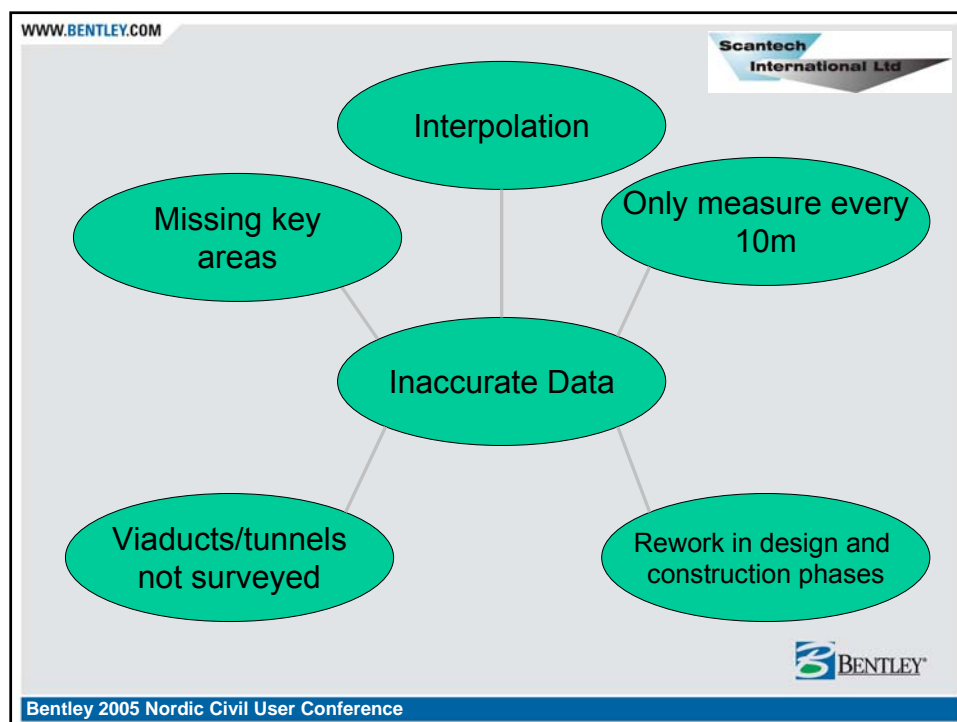 WWW.BENTLEY.COM
Scantech
International Ltd
Interpolation
Missing key
areas
Only measure every
10m
Inaccurate Data
Viaducts/tunnels
not surveyed
Rework in design and
construction phases
BENTLEY®
Bentley 2005 Nordic Civil User Conference